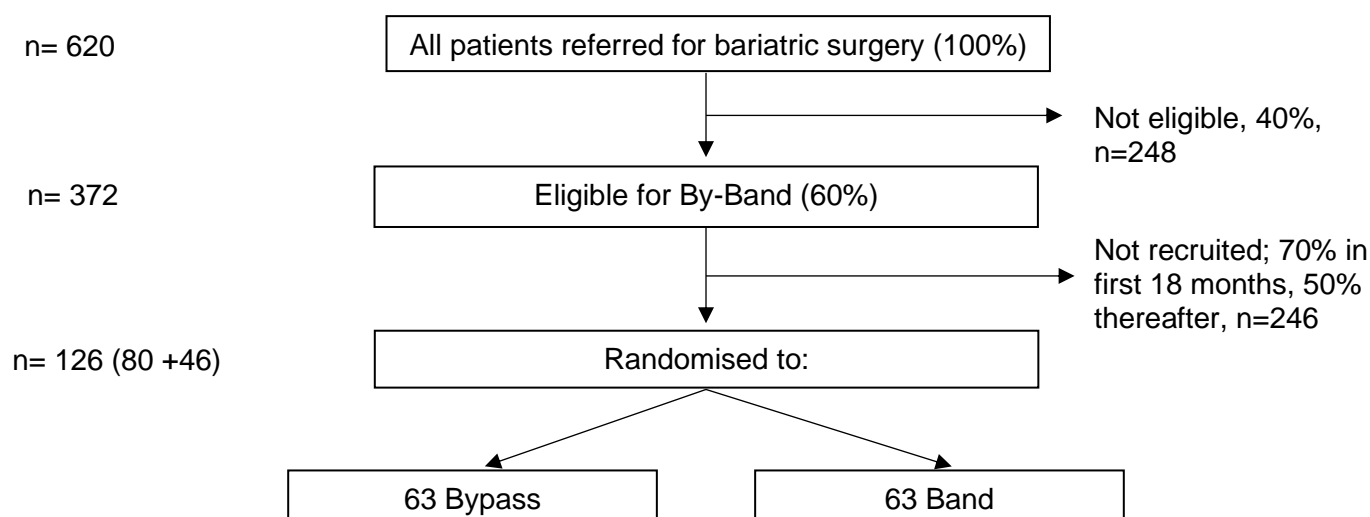 n= 620
All patients referred for bariatric surgery (100%)
Not eligible, 40%,
n=248
n= 372
Eligible for By-Band (60%)
Not recruited; 70% in
first 18 months, 50%
thereafter, n=246
n= 126 (80 +46)
Randomised to:
63 Bypass
63 Band